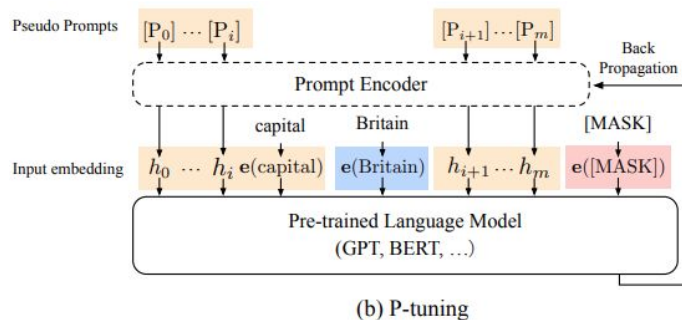 Pseudo Prompts [P0] ··· [Pi] [Pi+1] ··· [Pm]
Back
Propagation
Prompt Encoder
capital Britain [MASK]
Input embedding h0 ··· hi e(capital) e(Britain) hi+1 ··· hm e([MASK])
Pre-trained Language Model
(GPT, BERT, ...)
(b) P-tuning